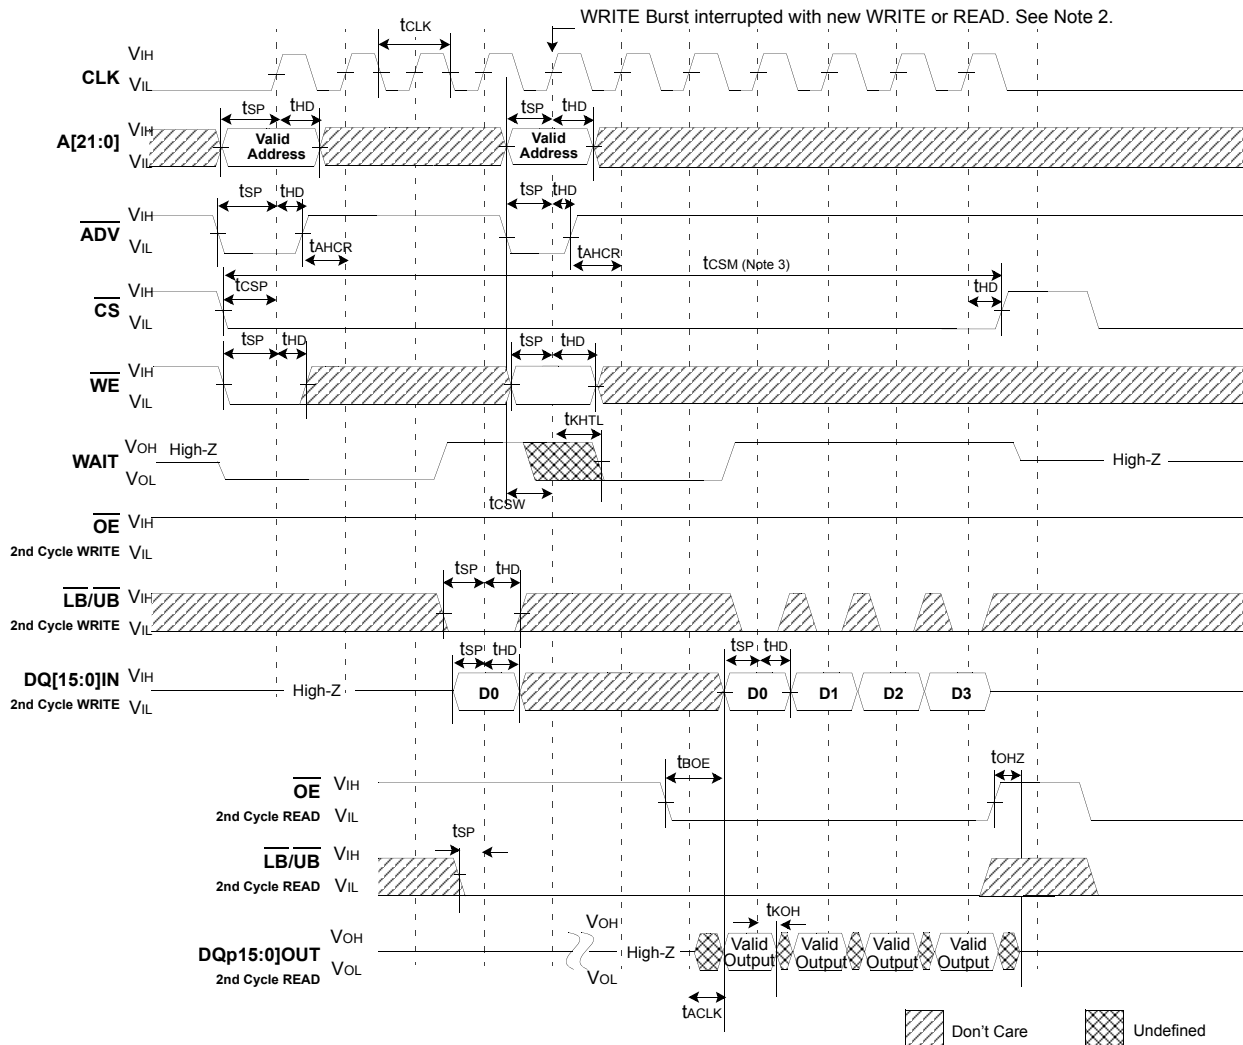 WRITE Burst interrupted with new WRITE or READ. See Note 2.
tCLK
VIH
CLK
VIL
tSP tHD tSP tHD
VIH
A[21:0]
VIL
Valid Address
Valid Address
tSP tHD tSP tHD
VIH
ADV
VIL
tAHCR tAHCR
tCSM (Note 3)
VIH
tCSP tHD
CS
VIL
tSP tHD tSP tHD
VIH
WE
VIL
tKHTL
VOH High-Z
WAIT
VOL
High-Z
tCSW
OE VIH
2nd Cycle WRITE VIL
tSP tHD
LB/UB VIH
2nd Cycle WRITE VIL
tSP tHD tSP tHD
DQ[15:0]IN VIH
2nd Cycle WRITE VIL
High-Z D0 D0 D1 D2 D3
tBOE tOHZ
OE VIH
2nd Cycle READ VIL
tSP
LB/UB VIH
2nd Cycle READ VIL
tKOH
VOH
DQp15:0]OUT VOH
VOL
2nd Cycle READ
VOL
High-Z
Valid Output
Valid Output
Valid Output
Valid Output
tACLK
Don't Care Undefined